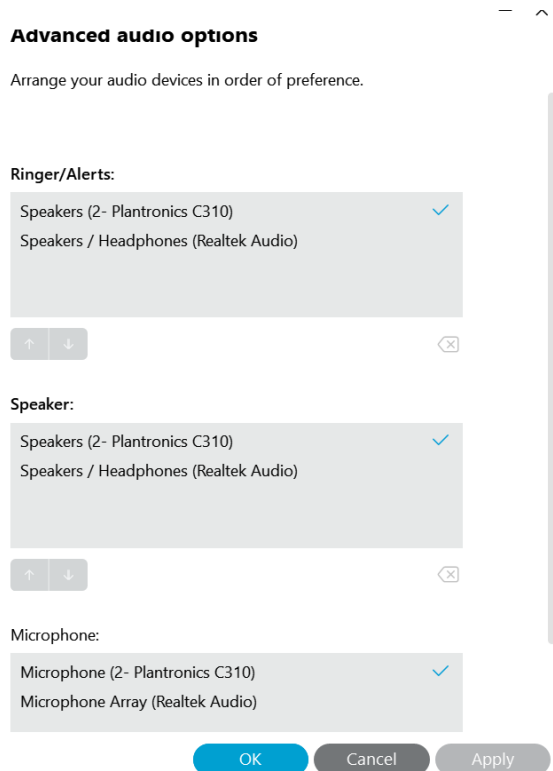 Advanced audio options
Arrange your audio devices in order of preference.
Ringer/Alerts:
Speakers (2- Plantronics C310)
Speakers / Headphones (Realtek Audio)
Speaker:
Speakers (2- Plantronics C310)
Speakers / Headphones (Realtek Audio)
Microphone:
Microphone (2- Plantronics C310)
Microphone Array (Realtek Audio)
OK Cancel Apply